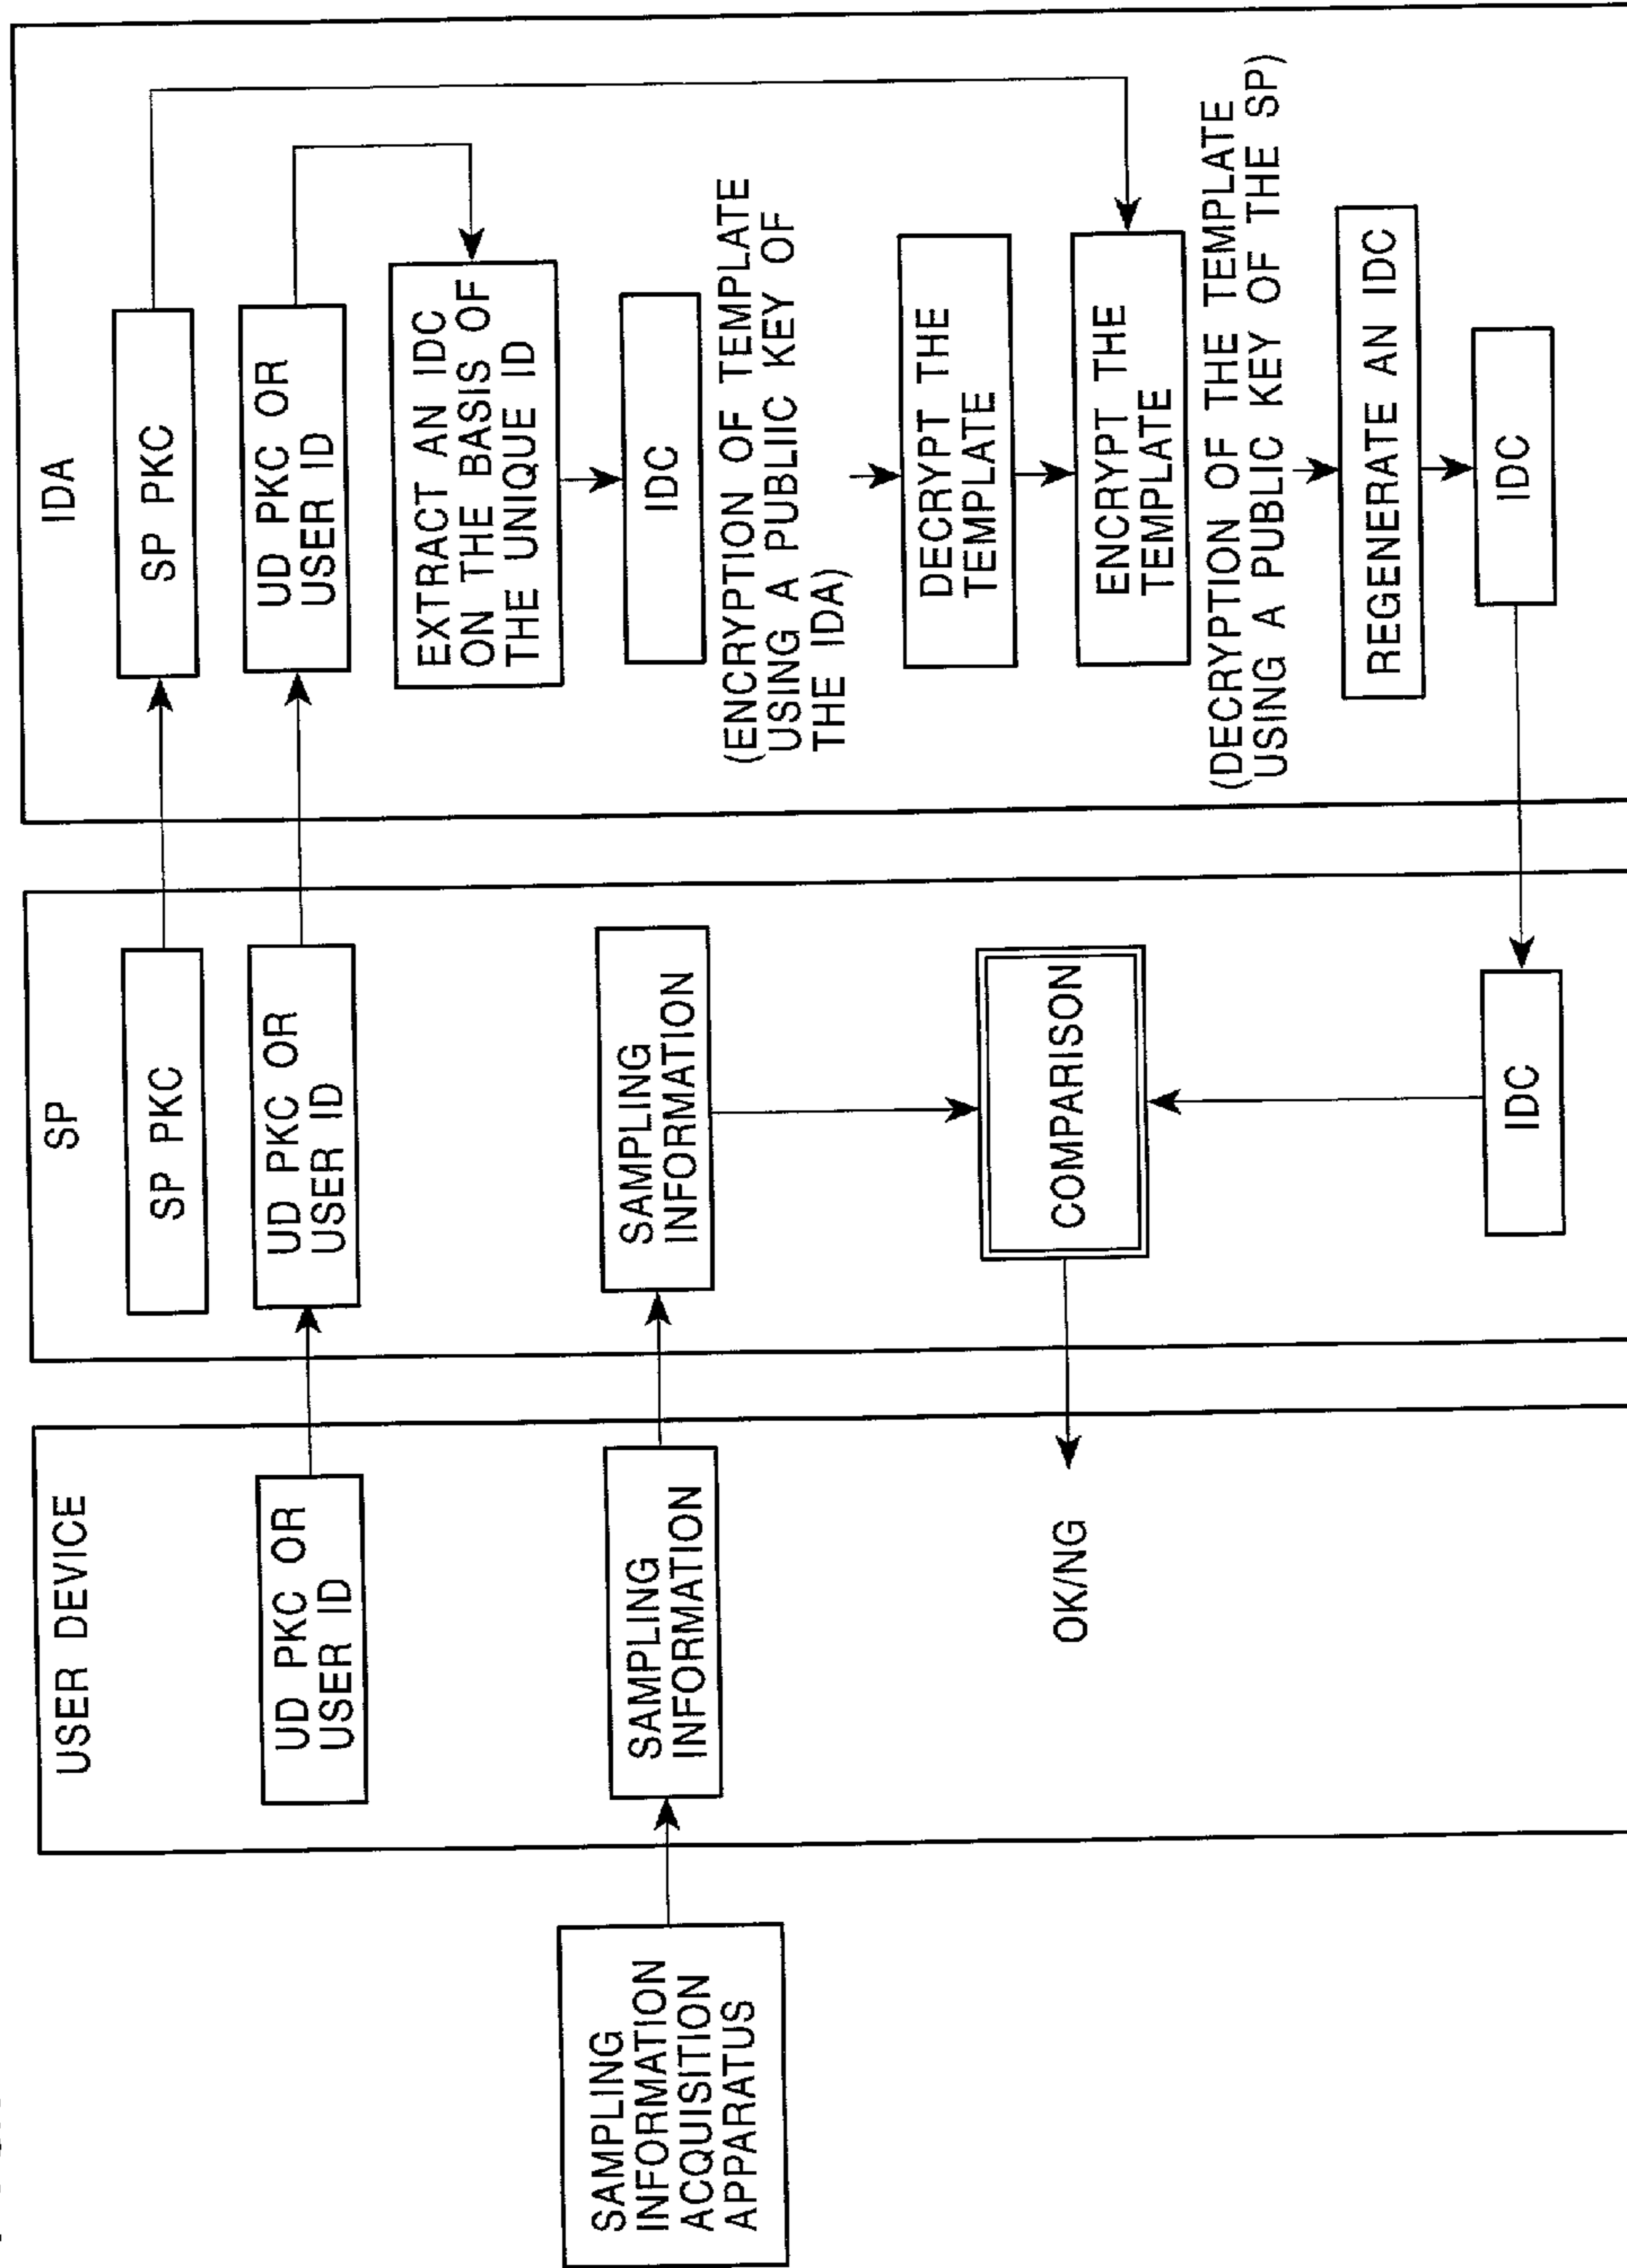 USER DEVICE
SP
IDA
SP PKC
SP PKC
UD PKC OR
USER ID
UD PKC OR
USER ID
UD PKC OR
USER ID
EXTRACT AN IDC
ON THE BASIS OF
THE UNIQUE ID
IDC
SAMPLING
INFORMATION
ACQUISITION
APPARATUS
SAMPLING
INFORMATION
SAMPLING
INFORMATION
(ENCRYPTION OF TEMPLATE
USING A PUBLIIC KEY OF
THE IDA)
DECRYPT THE
TEMPLATE
OK/NG
COMPARISON
ENCRYPT THE
TEMPLATE
(DECRYPTION OF THE TEMPLATE
USING A PUBLIC KEY OF THE SP)
REGENERATE AN IDC
IDC
IDC